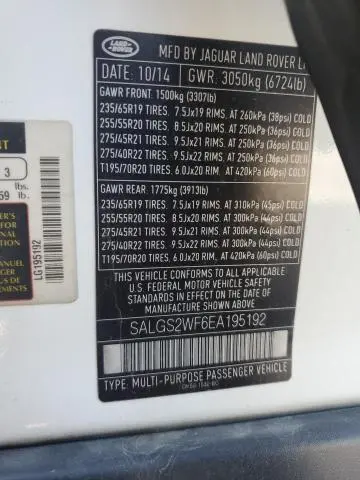 LAND ROVER
MFD BY JAGUAR LAND ROVER
DATE: 10/14 GWR: 3050kg (6724lb)
GAWR FRONT: 1500kg (3307lb)
235/65R19 TIRES, 7.5Jx19 RIMS, AT 260kPa (38psi) COLD
255/55R20 TIRES, 8.5Jx20 RIMS, AT 250kPa (36psi) COLD
275/45R21 TIRES, 9.5Jx21 RIMS, AT 250kPa (36psi) COLD
275/40R22 TIRES, 9.5Jx22 RIMS, AT 250kPa (36psi) COLD
T195/70R20 TIRES, 6.0Jx20 RIM, AT 420kPa (60psi) COLD
GAWR REAR: 1775kg (3913lb)
235/65R19 TIRES, 7.5Jx19 RIMS, AT 310kPa (45psi) COLD
255/55R20 TIRES, 8.5Jx20 RIMS, AT 300kPa (44psi) COLD
275/45R21 TIRES, 9.5Jx21 RIMS, AT 300kPa (44psi) COLD
275/40R22 TIRES, 9.5Jx22 RIMS, AT 300kPa (44psi) COLD
T195/70R20 TIRES, 6.0Jx20 RIM, AT 420kPa (60psi) COLD
THIS VEHICLE CONFORMS TO ALL APPLICABLE
U.S. FEDERAL MOTOR VEHICLE SAFETY
STANDARDS IN EFFECT ON THE DATE OF
MANUFACTURE SHOWN ABOVE.
SALGS2WF6EA195192
TYPE: MULTI-PURPOSE PASSENGER VEHICLE
3
lbs.
59 lb.
MANUEL
LG195192